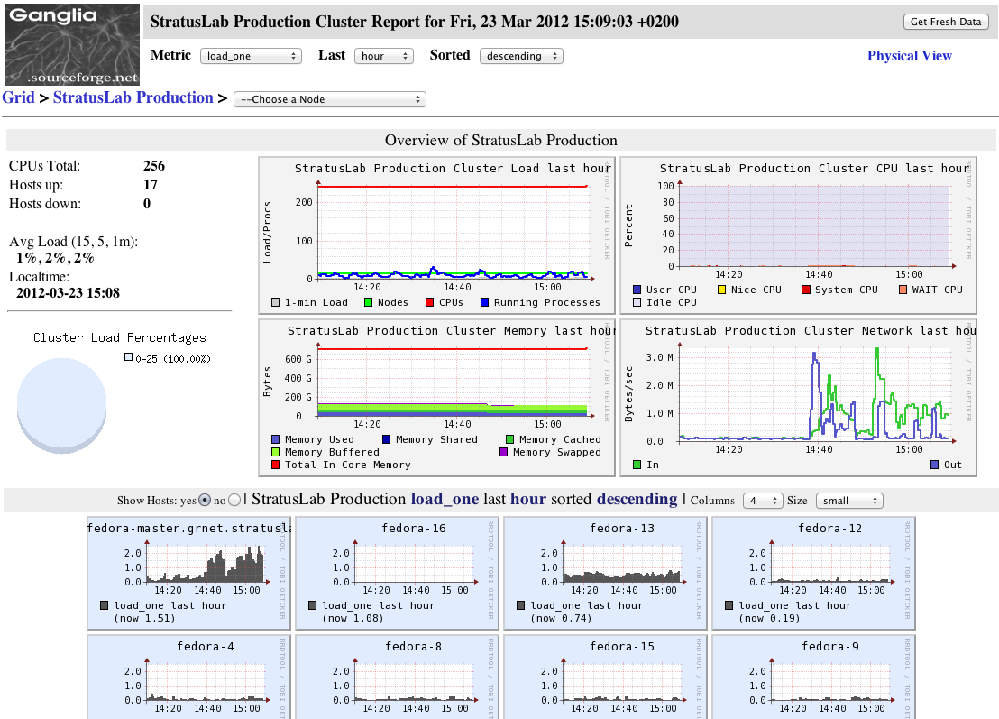 Ganglia
.sourceforge.net
StratusLab Production Cluster Report for Fri, 23 Mar 2012 15:09:03 +0200
Get Fresh Data
Metric load_one Last hour Sorted descending
Physical View
Grid > StratusLab Production > --Choose a Node
Overview of StratusLab Production
CPUs Total: 256
Hosts up: 17
Hosts down: 0
Avg Load (15, 5, 1m):
1%, 2%, 2%
Localtime:
2012-03-23 15:08
Cluster Load Percentages
0-25 (100.00%)
StratusLab Production Cluster Load last hour
RRDTOOL / TOBI OETIKER
Load/Procs
200
100
0
14:20 14:40 15:00
1-min Load Nodes CPUs Running Processes
StratusLab Production Cluster CPU last hour
RRDTOOL / TOBI OETIKER
Percent
100
80
60
40
20
0
14:20 14:40 15:00
User CPU Nice CPU System CPU WAIT CPU
Idle CPU
StratusLab Production Cluster Memory last hour
RRDTOOL / TOBI OETIKER
Bytes
600 G
400 G
200 G
0
14:20 14:40 15:00
Memory Used Memory Shared Memory Cached
Memory Buffered Memory Swapped
Total In-Core Memory
StratusLab Production Cluster Network last hou
RRDTOOL / TOBI OETIKER
Bytes/sec
3.0 M
2.0 M
1.0 M
0.0
14:20 14:40 15:00
In Out
Show Hosts: yes no | StratusLab Production load_one last hour sorted descending | Columns 4 Size small
fedora-master.grnet.stratusla
RRDTOOL / TOBI OETIKER
2.0
1.0
0.0
14:20 14:40 15:00
load_one last hour
(now 1.51)
fedora-16
RRDTOOL / TOBI OETIKER
2.0
1.0
0.0
14:20 14:40 15:00
load_one last hour
(now 1.08)
fedora-13
RRDTOOL / TOBI OETIKER
2.0
1.0
0.0
14:20 14:40 15:00
load_one last hour
(now 0.74)
fedora-12
RRDTOOL / TOBI OETIKER
2.0
1.0
0.0
14:20 14:40 15:00
load_one last hour
(now 0.19)
fedora-4
RRDTOOL / TOBI OETIKER
2.0
1.0
0.0
14:20 14:40 15:00
fedora-8
RRDTOOL / TOBI OETIKER
2.0
1.0
0.0
14:20 14:40 15:00
fedora-15
RRDTOOL / TOBI OETIKER
2.0
1.0
0.0
14:20 14:40 15:00
fedora-9
RRDTOOL / TOBI OETIKER
2.0
1.0
0.0
14:20 14:40 15:00